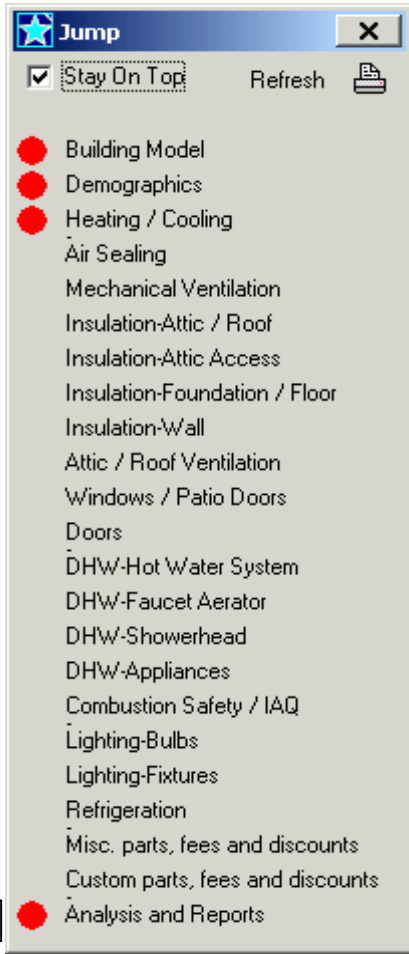 Jump
Stay On Top Refresh
Building Model
Demographics
Heating / Cooling
Air Sealing
Mechanical Ventilation
Insulation-Attic / Roof
Insulation-Attic Access
Insulation-Foundation / Floor
Insulation-Wall
Attic / Roof Ventilation
Windows / Patio Doors
Doors
DHW-Hot Water System
DHW-Faucet Aerator
DHW-Showerhead
DHW-Appliances
Combustion Safety / IAQ
Lighting-Bulbs
Lighting-Fixtures
Refrigeration
Misc. parts, fees and discounts
Custom parts, fees and discounts
Analysis and Reports